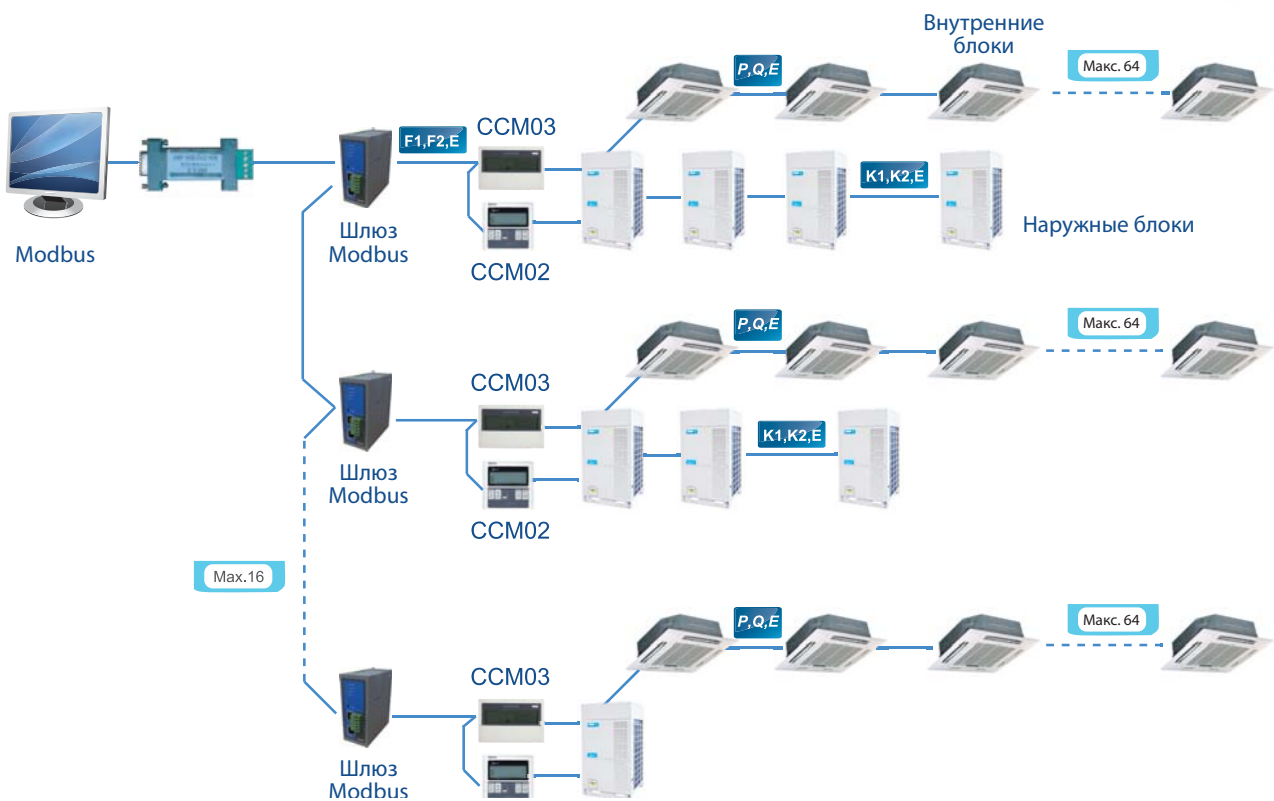 Внутренние
блоки
P,Q,E
Макс. 64
F1,F2,E
CCM03
K1,K2,E
Modbus
Шлюз
Modbus
CCM02
Наружные блоки
P,Q,E
Макс. 64
CCM03
K1,K2,E
Шлюз
Modbus
CCM02
Max.16
P,Q,E
Макс. 64
CCM03
Шлюз
Modbus